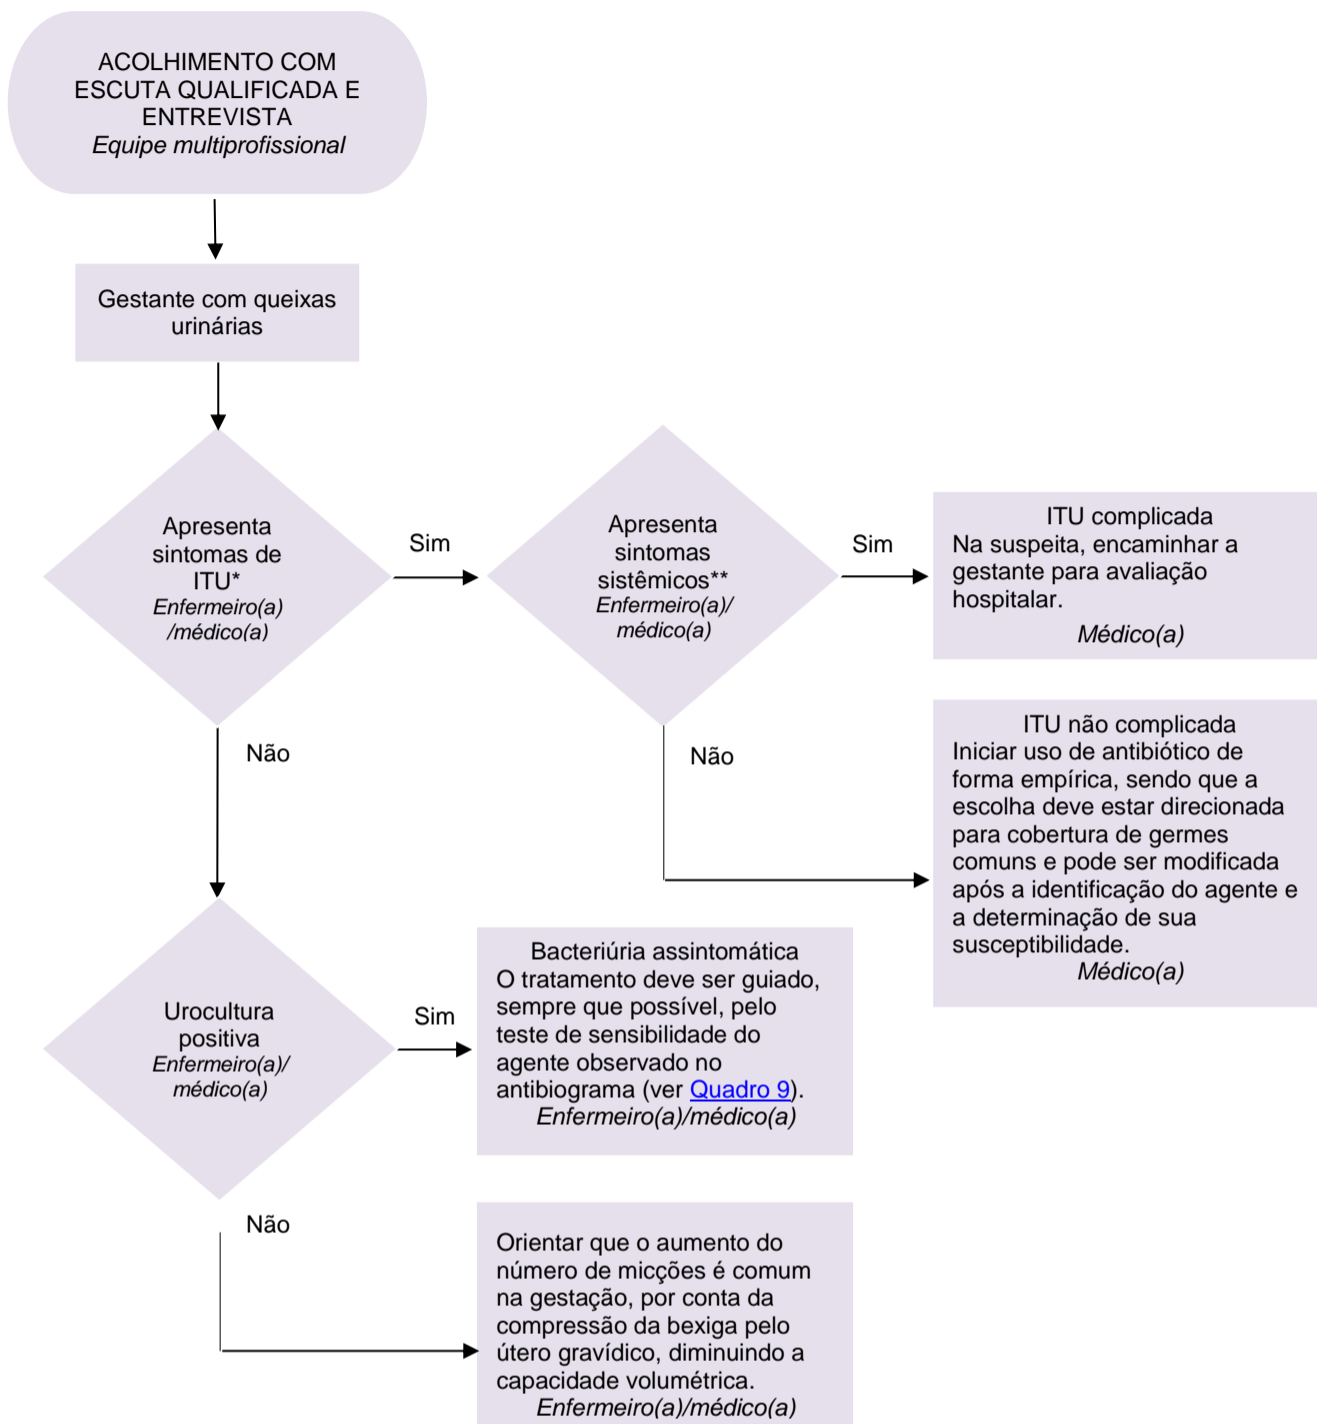 ACOLHIMENTO COM
ESCUTA QUALIFICADA E
ENTREVISTA
Equipe multiprofissional
Gestante com queixas
urinárias
Apresenta
sintomas de
ITU*
Enfermeiro(a)
/médico(a)
Sim
Apresenta
sintomas
sistêmicos**
Enfermeiro(a)/
médico(a)
Sim
ITU complicada
Na suspeita, encaminhar a
gestante para avaliação
hospitalar.
Médico(a)
Não
Não
ITU não complicada
Iniciar uso de antibiótico de
forma empírica, sendo que a
escolha deve estar direcionada
para cobertura de germes
comuns e pode ser modificada
após a identificação do agente e
a determinação de sua
susceptibilidade.
Médico(a)
Urocultura
positiva
Enfermeiro(a)/
médico(a)
Sim
Bacteriúria assintomática
O tratamento deve ser guiado,
sempre que possível, pelo
teste de sensibilidade do
agente observado no
antibiograma (ver Quadro 9).
Enfermeiro(a)/médico(a)
Não
Orientar que o aumento do
número de micções é comum
na gestação, por conta da
compressão da bexiga pelo
útero gravídico, diminuindo a
capacidade volumétrica.
Enfermeiro(a)/médico(a)